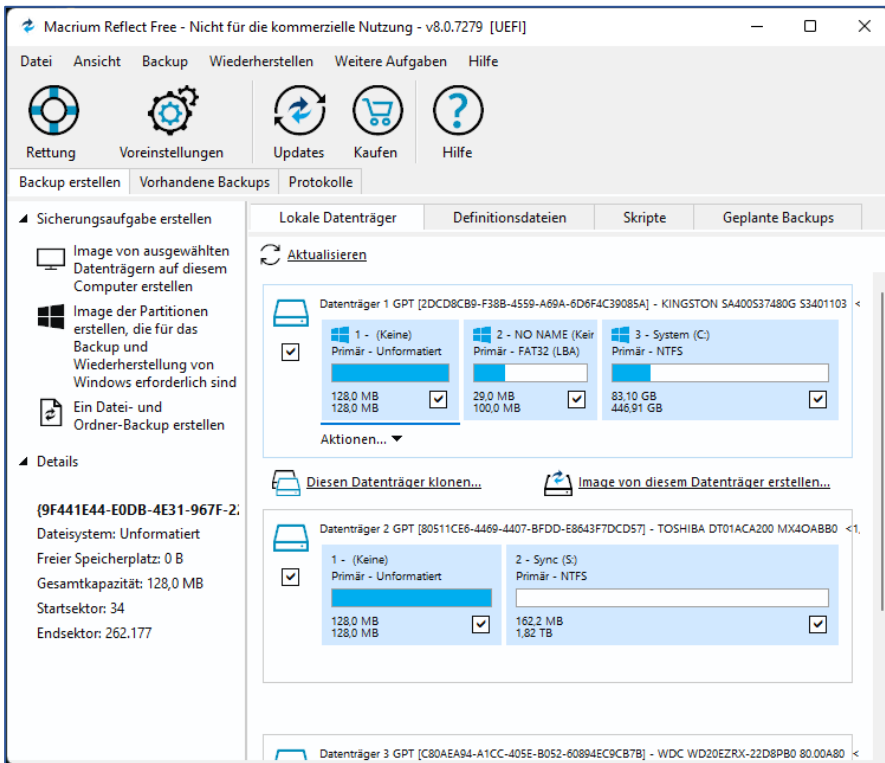 Macrium Reflect Free - Nicht für die kommerzielle Nutzung - v8.0.7279 [UEFI]
Datei Ansicht Backup Wiederherstellen Weitere Aufgaben Hilfe
Rettung Voreinstellungen Updates Kaufen Hilfe
Backup erstellen Vorhandene Backups Protokolle
Sicherungsaufgabe erstellen
Image von ausgewählten
Datenträgern auf diesem
Computer erstellen
Image der Partitionen
erstellen, die für das
Backup und
Wiederherstellung von
Windows erforderlich sind
Ein Datei- und
Ordner-Backup erstellen
Details
{9F441E44-E0DB-4E31-967F-22
Dateisystem: Unformatiert
Freier Speicherplatz: 0 B
Gesamtkapazität: 128,0 MB
Startsektor: 34
Endsektor: 262.177
Lokale Datenträger Definitionsdateien Skripte Geplante Backups
Aktualisieren
Datenträger 1 GPT [2DCD8CB9-F38B-4559-A69A-6D6F4C39085A] - KINGSTON SA400S37480G S3401103 <
1 - (Keine)
Primär - Unformatiert
128,0 MB
128,0 MB
2 - NO NAME (Keir
Primär - FAT32 (LBA)
29,0 MB
100,0 MB
3 - System (C:)
Primär - NTFS
83,10 GB
446,91 GB
Aktionen...
Diesen Datenträger klonen... Image von diesem Datenträger erstellen...
Datenträger 2 GPT [80511CE6-4469-4407-BFDD-E8643F7DCD57] - TOSHIBA DT01ACA200 MX4OABB0 <1,
1 - (Keine)
Primär - Unformatiert
128,0 MB
128,0 MB
2 - Sync (S:)
Primär - NTFS
162,2 MB
1,82 TB
Datenträger 3 GPT [C80AEA94-A1CC-405E-B052-60894EC9CB7B] - WDC WD20EZRX-22D8PB0 80.00A80 <